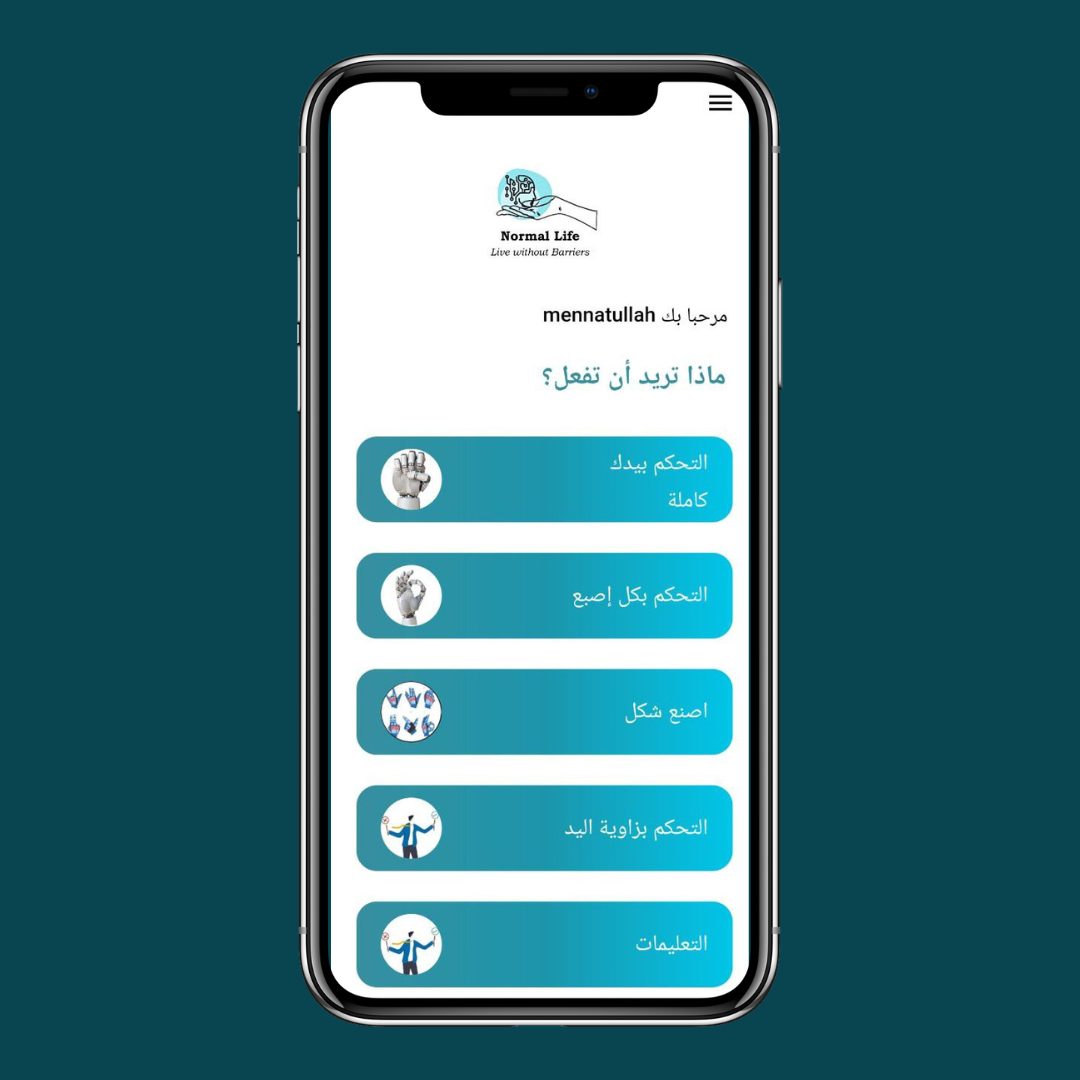 Normal Life
Live without Barriers
مرحبا بك mennatullah
ماذا تريد أن تفعل؟
التحكم بيدك
كاملة
التحكم بكل إصبع
اصنع شكل
التحكم بزاوية اليد
التعليمات